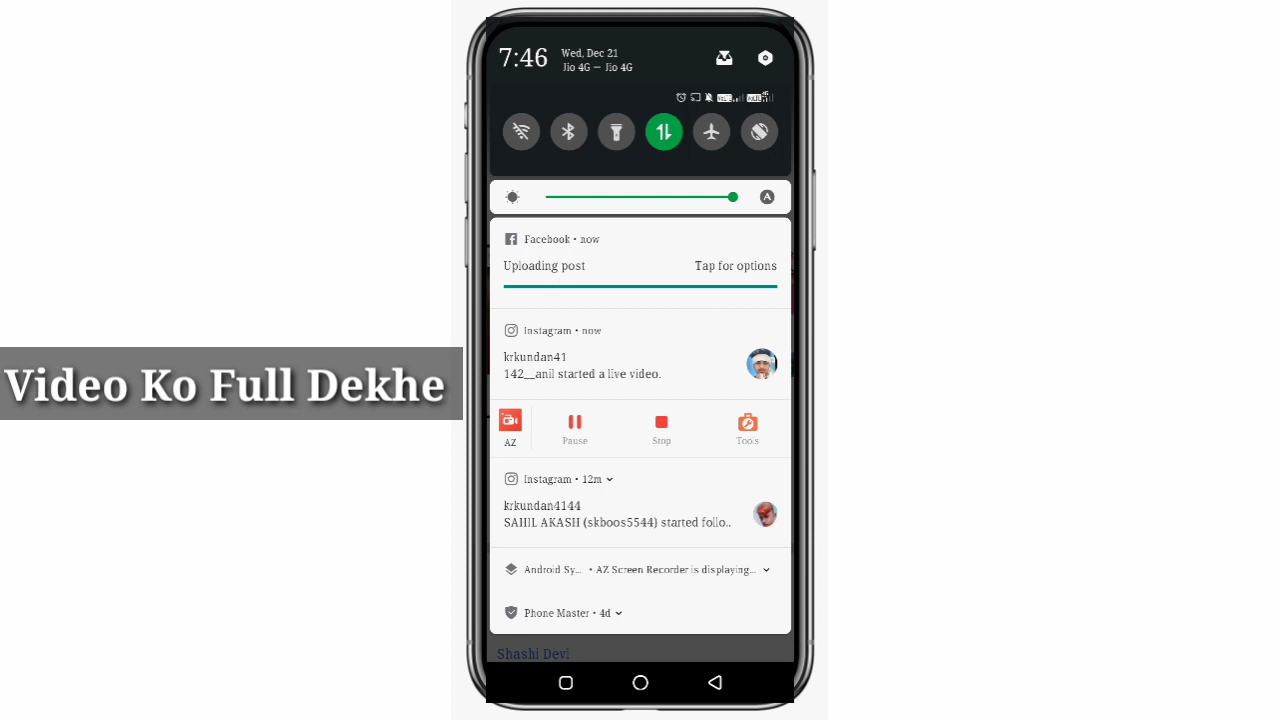 7:46
Wed, Dec 21
Jio 4G — Jio 4G
A
Facebook • now
Uploading post
Tap for options
Instagram • now
krkundan41
142__anil started a live video.
Video Ko Full Dekhe
AZ
Pause
Stop
Tools
Instagram • 12m
krkundan4144
SAHIL AKASH (skboos5544) started follo..
Android Sy... • AZ Screen Recorder is displaying...
Phone Master • 4d
Shashi Devi